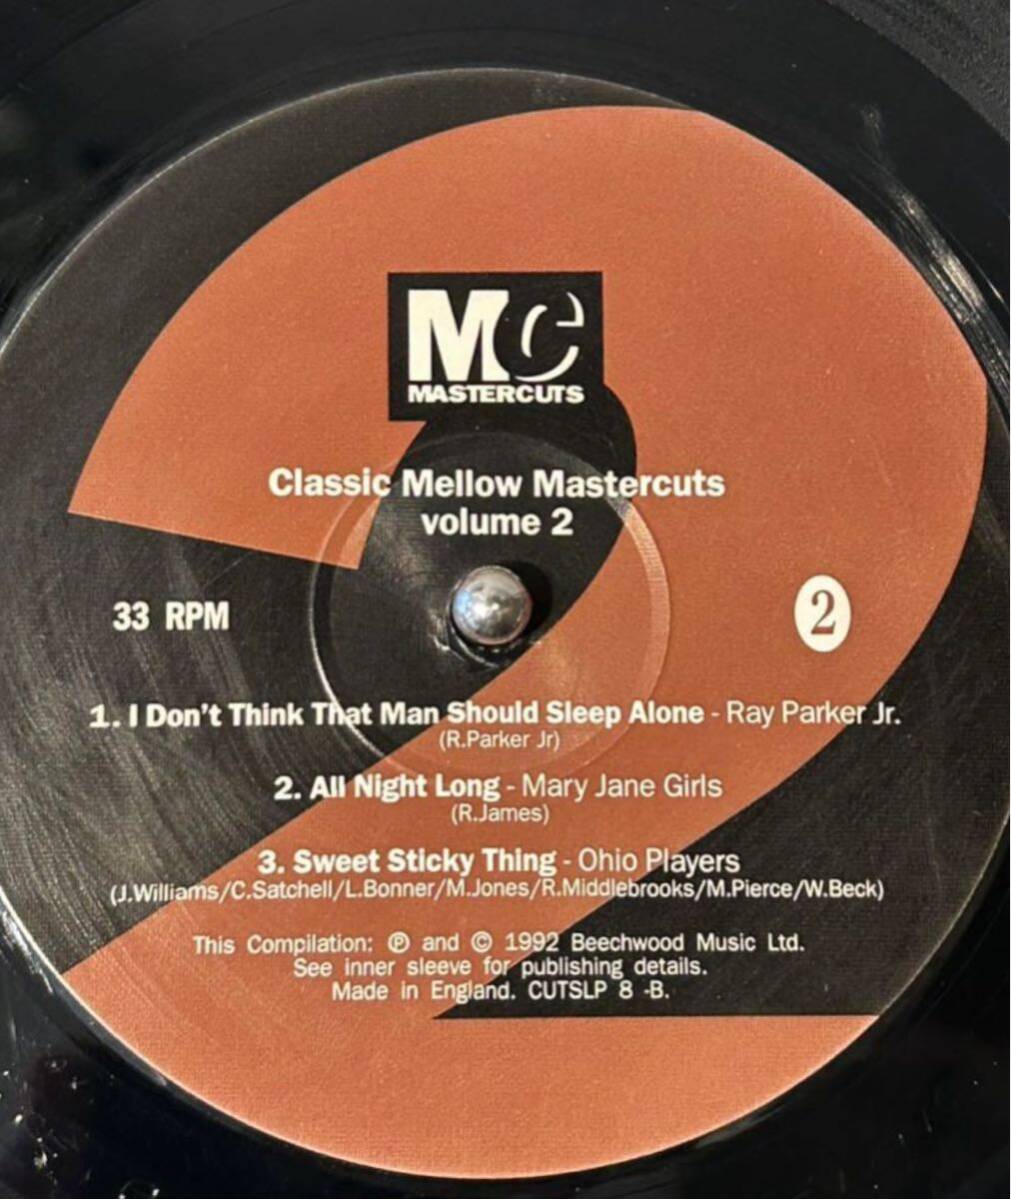 Mc
MASTERCUTS
Classic Mellow Mastercuts
volume 2
33 RPM
2
1. I Don't Think That Man Should Sleep Alone - Ray Parker Jr.
(R.Parker Jr)
2. All Night Long - Mary Jane Girls
(R.James)
3. Sweet Sticky Thing - Ohio Players
(J.Williams/C.Satchell/L.Bonner/M.Jones/R.Middlebrooks/M.Pierce/W.Beck)
This Compilation: ℗ and © 1992 Beechwood Music Ltd.
See inner sleeve for publishing details.
Made in England. CUTSLP 8 -B.